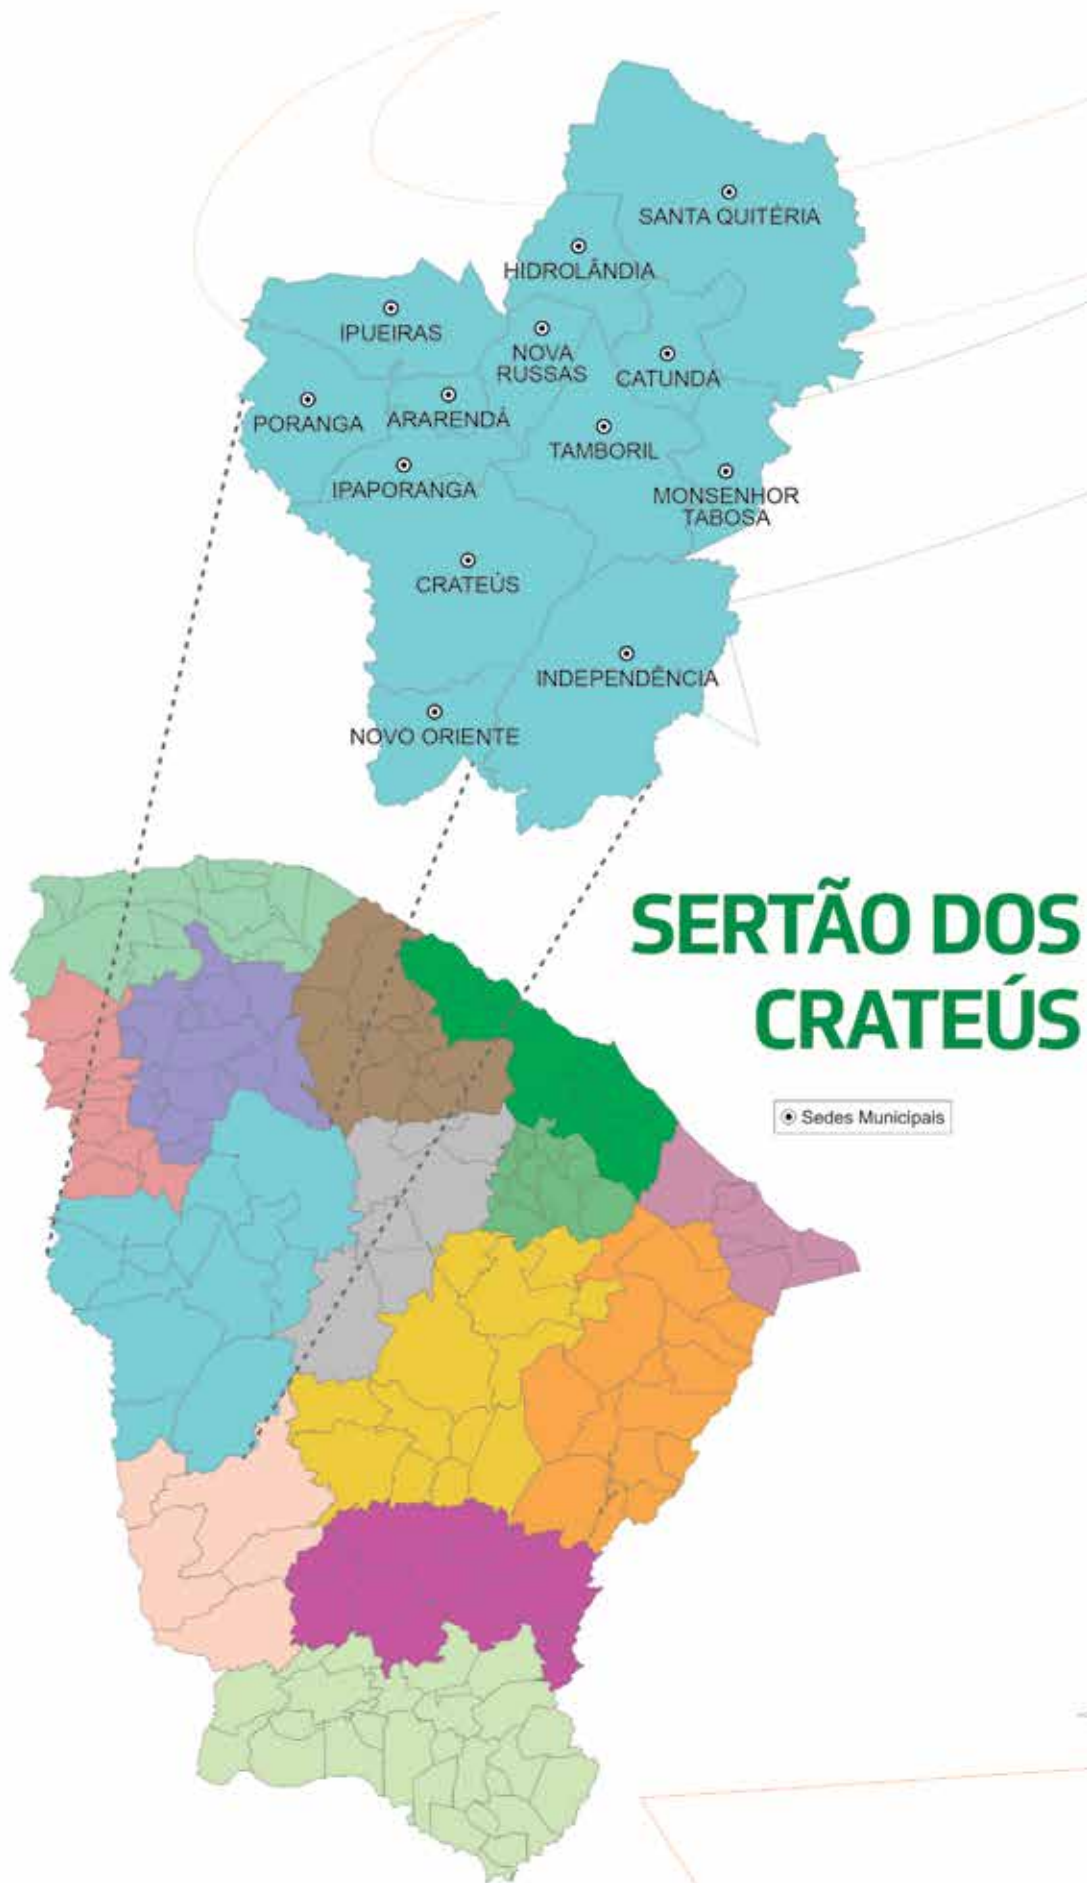 SANTA QUITÉRIA
HIDROLÂNDIA
IPUEIRAS
NOVA
RUSSAS
CATUNDA
PORANGA
ARARENDÁ
TAMBORIL
IPAPORANGA
MONSENHOR
TABOSA
CRATEÚS
INDEPENDÊNCIA
NOVO ORIENTE
SERTÃO DOS
CRATEÚS
Sedes Municipais